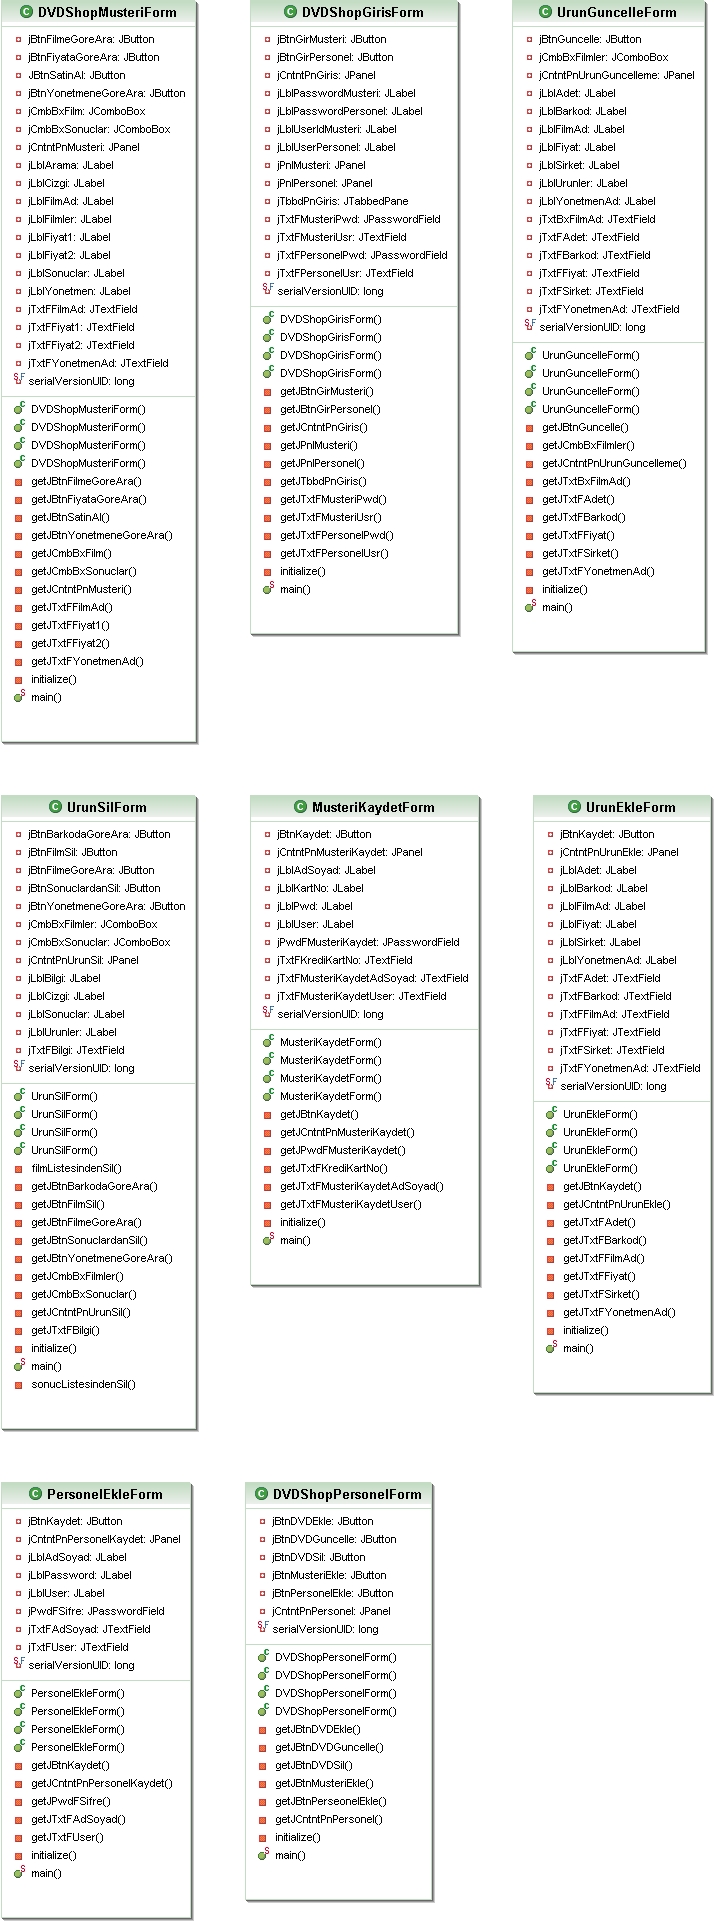 DVDShopMusteriForm
jBtnFilmeGoreAra: JButton
jBtnFiyataGoreAra: JButton
JBtnSatinAl: JButton
jBtnYonetmeneGoreAra: JButton
jCmbBxFilm: JComboBox
jCmbBxSonuclar: JComboBox
jCntntPnMusteri: JPanel
jLblArama: JLabel
jLblCizgi: JLabel
jLblFilmAd: JLabel
jLblFilmler: JLabel
jLblFiyat1: JLabel
jLblFiyat2: JLabel
jLblSonuclar: JLabel
jLblYonetmen: JLabel
jTxtFFilmAd: JTextField
jTxtFFiyat1: JTextField
jTxtFFiyat2: JTextField
jTxtFYonetmenAd: JTextField
serialVersionUID: long
DVDShopMusteriForm()
DVDShopMusteriForm()
DVDShopMusteriForm()
DVDShopMusteriForm()
getJBtnFilmeGoreAra()
getJBtnFiyataGoreAra()
getJBtnSatinAl()
getJBtnYonetmeneGoreAra()
getJCmbBxFilm()
getJCmbBxSonuclar()
getJCntntPnMusteri()
getJTxtFFilmAd()
getJTxtFFiyat1()
getJTxtFFiyat2()
getJTxtFYonetmenAd()
initialize()
main()
DVDShopGirisForm
jBtnGirMusteri: JButton
jBtnGirPersonel: JButton
jCntntPnGiris: JPanel
jLblPasswordMusteri: JLabel
jLblPasswordPersonel: JLabel
jLblUserIdMusteri: JLabel
jLblUserPersonel: JLabel
jPnlMusteri: JPanel
jPnlPersonel: JPanel
jTbbdPnGiris: JTabbedPane
jTxtFMusteriPwd: JPasswordField
jTxtFMusteriUsr: JTextField
jTxtFPersonelPwd: JPasswordField
jTxtFPersonelUsr: JTextField
serialVersionUID: long
DVDShopGirisForm()
DVDShopGirisForm()
DVDShopGirisForm()
DVDShopGirisForm()
getJBtnGirMusteri()
getJBtnGirPersonel()
getJCntntPnGiris()
getJPnlMusteri()
getJPnlPersonel()
getJTbbdPnGiris()
getJTxtFMusteriPwd()
getJTxtFMusteriUsr()
getJTxtFPersonelPwd()
getJTxtFPersonelUsr()
initialize()
main()
UrunGuncelleForm
jBtnGuncelle: JButton
jCmbBxFilmler: JComboBox
jCntntPnUrunGuncelleme: JPanel
jLblAdet: JLabel
jLblBarkod: JLabel
jLblFilmAd: JLabel
jLblFiyat: JLabel
jLblSirket: JLabel
jLblUrunler: JLabel
jLblYonetmenAd: JLabel
jTxtBxFilmAd: JTextField
jTxtFAdet: JTextField
jTxtFBarkod: JTextField
jTxtFFiyat: JTextField
jTxtFSirket: JTextField
jTxtFYonetmenAd: JTextField
serialVersionUID: long
UrunGuncelleForm()
UrunGuncelleForm()
UrunGuncelleForm()
UrunGuncelleForm()
getJBtnGuncelle()
getJCmbBxFilmler()
getJCntntPnUrunGuncelleme()
getJTxtBxFilmAd()
getJTxtFAdet()
getJTxtFBarkod()
getJTxtFFiyat()
getJTxtFSirket()
getJTxtFYonetmenAd()
initialize()
main()
UrunSilForm
jBtnBarkodaGoreAra: JButton
jBtnFilmSil: JButton
jBtnFilmeGoreAra: JButton
jBtnSonuclardanSil: JButton
jBtnYonetmeneGoreAra: JButton
jCmbBxFilmler: JComboBox
jCmbBxSonuclar: JComboBox
jCntntPnUrunSil: JPanel
jLblBilgi: JLabel
jLblCizgi: JLabel
jLblSonuclar: JLabel
jLblUrunler: JLabel
jTxtFBilgi: JTextField
serialVersionUID: long
UrunSilForm()
UrunSilForm()
UrunSilForm()
UrunSilForm()
filmListesindenSil()
getJBtnBarkodaGoreAra()
getJBtnFilmSil()
getJBtnFilmeGoreAra()
getJBtnSonuclardanSil()
getJBtnYonetmeneGoreAra()
getJCmbBxFilmler()
getJCmbBxSonuclar()
getJCntntPnUrunSil()
getJTxtFBilgi()
initialize()
main()
sonucListesindenSil()
MusteriKaydetForm
jBtnKaydet: JButton
jCntntPnMusteriKaydet: JPanel
jLblAdSoyad: JLabel
jLblKartNo: JLabel
jLblPwd: JLabel
jLblUser: JLabel
jPwdFMusteriKaydet: JPasswordField
jTxtFKrediKartNo: JTextField
jTxtFMusteriKaydetAdSoyad: JTextField
jTxtFMusteriKaydetUser: JTextField
serialVersionUID: long
MusteriKaydetForm()
MusteriKaydetForm()
MusteriKaydetForm()
MusteriKaydetForm()
getJBtnKaydet()
getJCntntPnMusteriKaydet()
getJPwdFMusteriKaydet()
getJTxtFKrediKartNo()
getJTxtFMusteriKaydetAdSoyad()
getJTxtFMusteriKaydetUser()
initialize()
main()
UrunEkleForm
jBtnKaydet: JButton
jCntntPnUrunEkle: JPanel
jLblAdet: JLabel
jLblBarkod: JLabel
jLblFilmAd: JLabel
jLblFiyat: JLabel
jLblSirket: JLabel
jLblYonetmenAd: JLabel
jTxtFAdet: JTextField
jTxtFBarkod: JTextField
jTxtFFilmAd: JTextField
jTxtFFiyat: JTextField
jTxtFSirket: JTextField
jTxtFYonetmenAd: JTextField
serialVersionUID: long
UrunEkleForm()
UrunEkleForm()
UrunEkleForm()
UrunEkleForm()
getJBtnKaydet()
getJCntntPnUrunEkle()
getJTxtFAdet()
getJTxtFBarkod()
getJTxtFFilmAd()
getJTxtFFiyat()
getJTxtFSirket()
getJTxtFYonetmenAd()
initialize()
main()
PersonelEkleForm
jBtnKaydet: JButton
jCntntPnPersonelKaydet: JPanel
jLblAdSoyad: JLabel
jLblPassword: JLabel
jLblUser: JLabel
jPwdFSifre: JPasswordField
jTxtFAdSoyad: JTextField
jTxtFUser: JTextField
serialVersionUID: long
PersonelEkleForm()
PersonelEkleForm()
PersonelEkleForm()
PersonelEkleForm()
getJBtnKaydet()
getJCntntPnPersonelKaydet()
getJPwdFSifre()
getJTxtFAdSoyad()
getJTxtFUser()
initialize()
main()
DVDShopPersonelForm
jBtnDVDEkle: JButton
jBtnDVDGuncelle: JButton
jBtnDVDSil: JButton
jBtnMusteriEkle: JButton
jBtnPersonelEkle: JButton
jCntntPnPersonel: JPanel
serialVersionUID: long
DVDShopPersonelForm()
DVDShopPersonelForm()
DVDShopPersonelForm()
DVDShopPersonelForm()
getJBtnDVDEkle()
getJBtnDVDGuncelle()
getJBtnDVDSil()
getJBtnMusteriEkle()
getJBtnPerseonelEkle()
getJCntntPnPersonel()
initialize()
main()